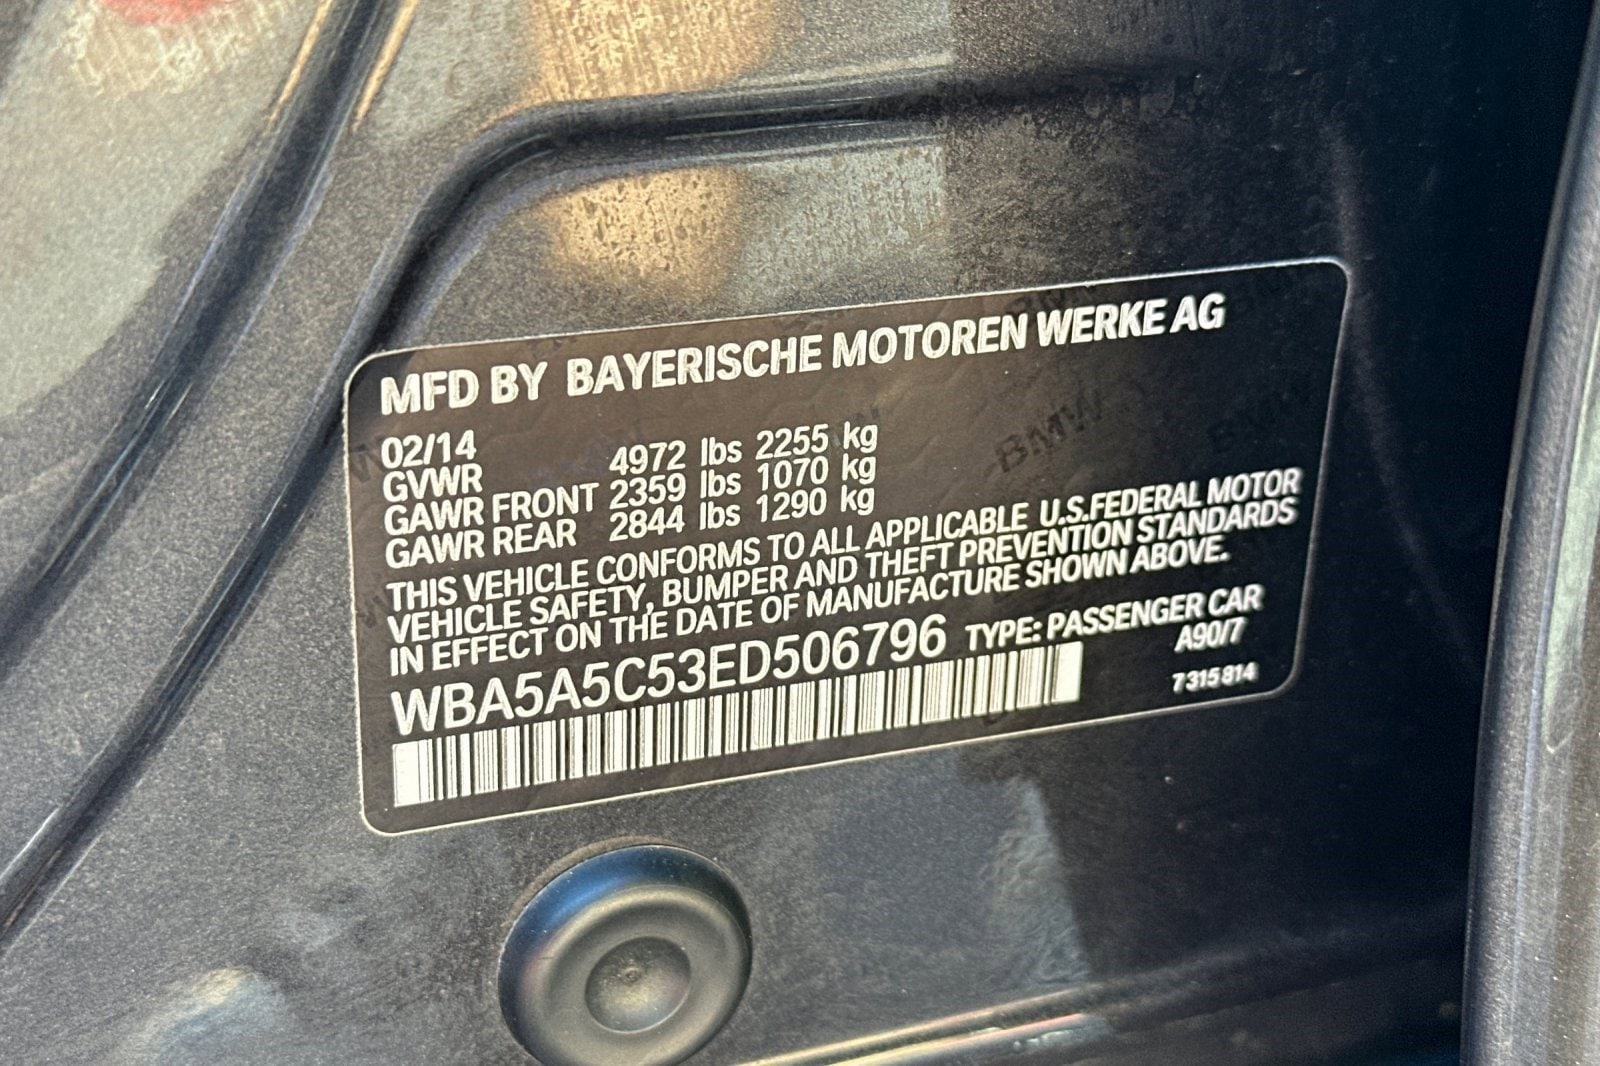 MFD BY BAYERISCHE MOTOREN WERKE AG
02/14
GVWR 4972 lbs 2255 kg
GAWR FRONT 2359 lbs 1070 kg
GAWR REAR 2844 lbs 1290 kg
THIS VEHICLE CONFORMS TO ALL APPLICABLE U.S.FEDERAL MOTOR
VEHICLE SAFETY, BUMPER AND THEFT PREVENTION STANDARDS
IN EFFECT ON THE DATE OF MANUFACTURE SHOWN ABOVE.
WBA5A5C53ED506796 TYPE: PASSENGER CAR
A90/7
7 315 814
BMW